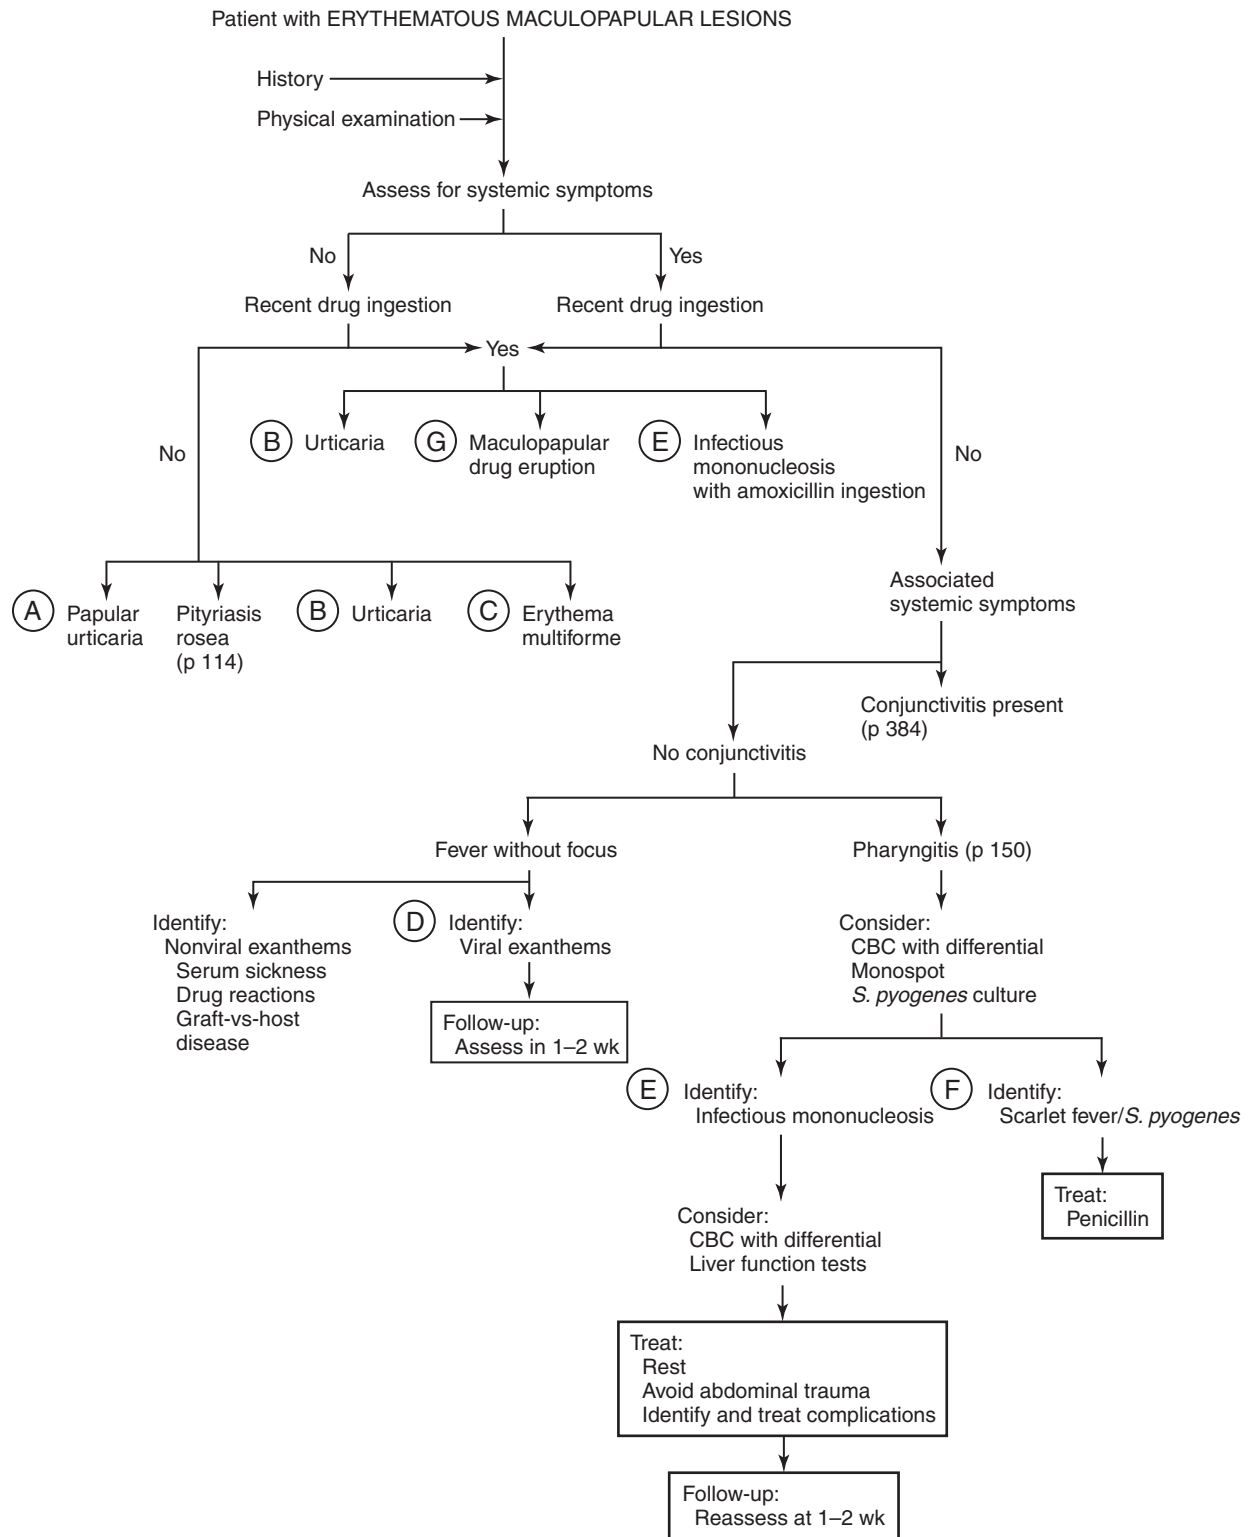 Patient with ERYTHEMATOUS MACULOPAPULAR LESIONS
History
Physical examination
Assess for systemic symptoms
No
Yes
Recent drug ingestion
Recent drug ingestion
Yes
No
B
Urticaria
G
Maculopapular
drug eruption
E
Infectious
mononucleosis
with amoxicillin ingestion
No
A
Papular
urticaria
Pityriasis
rosea
(p 114)
B
Urticaria
C
Erythema
multiforme
Associated
systemic symptoms
Conjunctivitis present
(p 384)
No conjunctivitis
Fever without focus
Pharyngitis (p 150)
Identify:
Nonviral exanthems
Serum sickness
Drug reactions
Graft-vs-host
disease
D
Identify:
Viral exanthems
Follow-up:
Assess in 1–2 wk
Consider:
CBC with differential
Monospot
S. pyogenes culture
E
Identify:
Infectious mononucleosis
F
Identify:
Scarlet fever/S. pyogenes
Treat:
Penicillin
Consider:
CBC with differential
Liver function tests
Treat:
Rest
Avoid abdominal trauma
Identify and treat complications
Follow-up:
Reassess at 1–2 wk